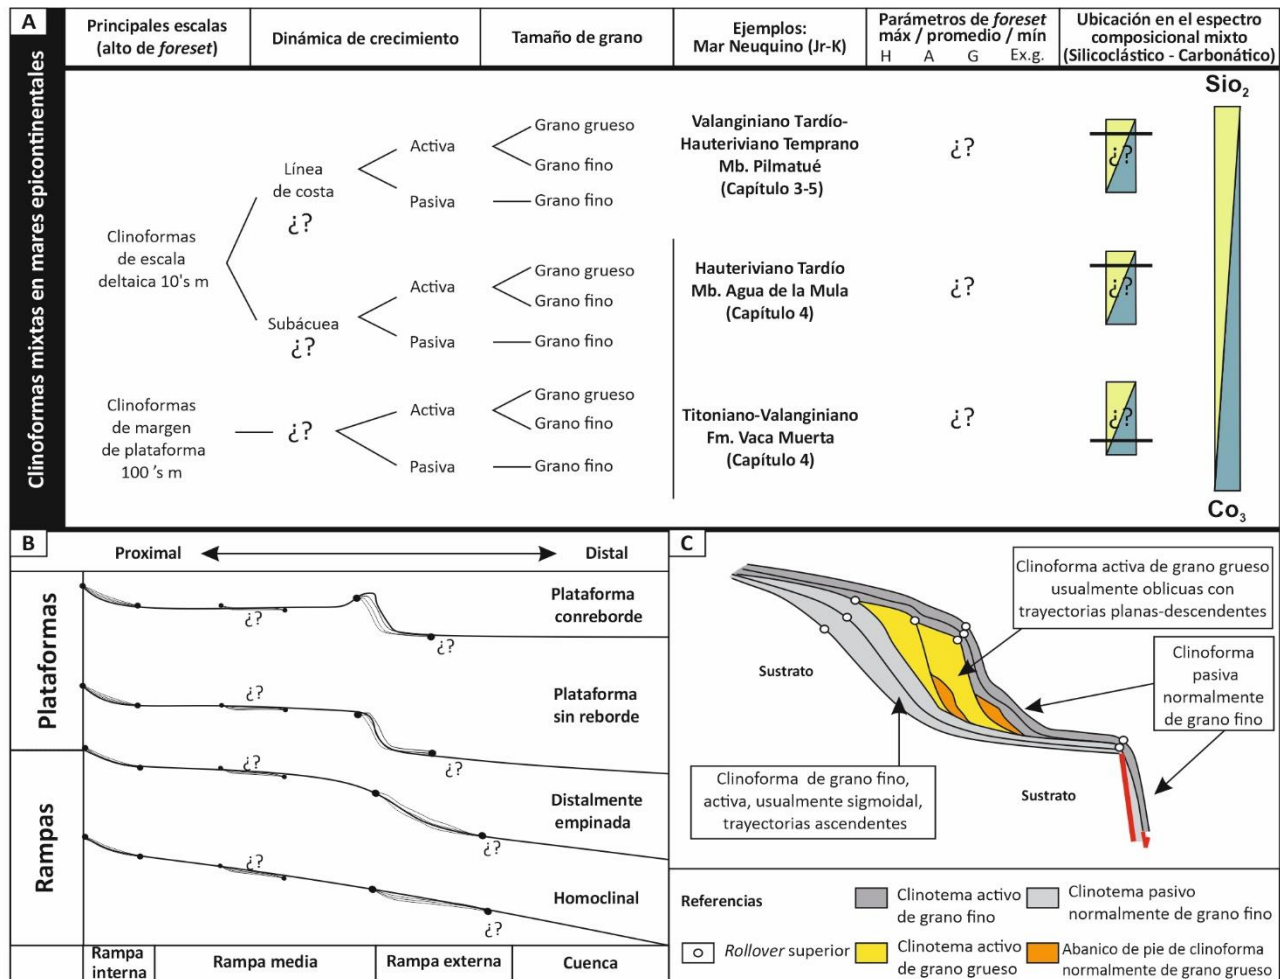 A
Clinoformas mixtas en mares epicontinentales
Principales escalas
(alto de foreset)
Dinámica de crecimiento
Tamaño de grano
Ejemplos:
Mar Neuquino (Jr-K)
Parámetros de foreset
máx / promedio / mín
H A G Ex.g.
Ubicación en el espectro
composicional mixto
(Silicoclástico - Carbonático)
Clinoformas
de escala
deltaica 10's m
Línea
de costa
¿?
Activa
Grano grueso
Grano fino
Pasiva
Grano fino
Subácuea
¿?
Activa
Grano grueso
Grano fino
Pasiva
Grano fino
Clinoformas
de margen
de plataforma
100 's m
¿?
Activa
Grano grueso
Grano fino
Pasiva
Grano fino
Valanginiano Tardío-
Hauteriviano Temprano
Mb. Pilmatué
(Capítulo 3-5)
¿?
¿?
Hauteriviano Tardío
Mb. Agua de la Mula
(Capítulo 4)
¿?
¿?
Titoniano-Valanginiano
Fm. Vaca Muerta
(Capítulo 4)
¿?
¿?
Sio2
Co3
B
Proximal
Distal
Plataformas
Rampas
Plataforma
conreborde
¿?
¿?
Plataforma
sin reborde
¿?
¿?
Distalmente
empinada
¿?
¿?
Homoclinal
¿?
¿?
Rampa
interna
Rampa media
Rampa externa
Cuenca
C
Clinoforma activa de grano grueso
usualmente oblicuas con
trayectorias planas-descendentes
Sustrato
Clinoforma
pasiva
normalmente
de grano fino
Clinoforma de grano fino,
activa, usualmente sigmoidal,
trayectorias ascendentes
Sustrato
Referencias
Rollover superior
Clinotema activo
de grano fino
Clinotema pasivo
normalmente de grano fino
Clinotema activo
de grano grueso
Abanico de pie de clinoforma
normalmente de grano grueso